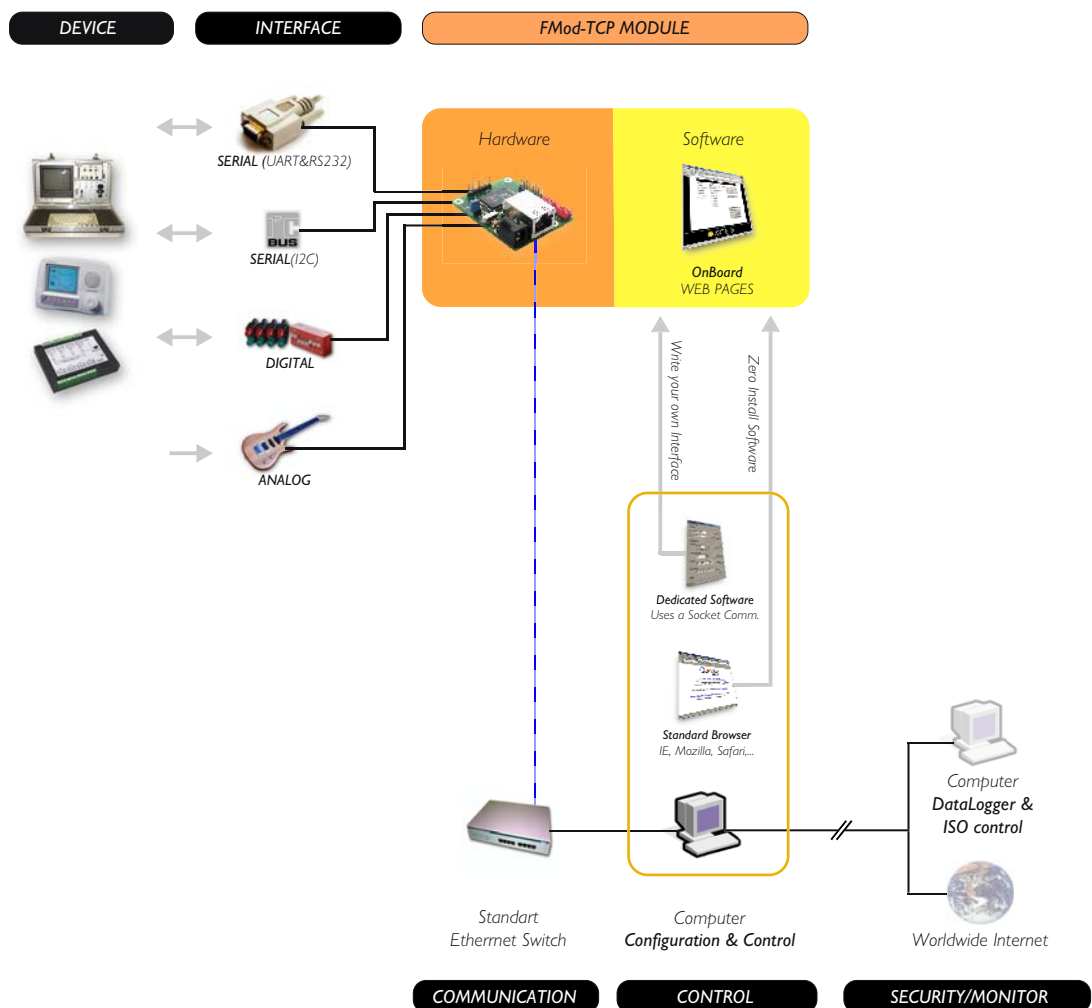 DEVICE
INTERFACE
FMod-TCP MODULE
Hardware
Software
SERIAL (UART&RS232)
BUS
SERIAL(I2C)
OnBoard
WEB PAGES
DIGITAL
Write your own Interface
Zero Install Software
ANALOG
Dedicated Software
Uses a Socket Comm.
Standard Browser
IE, Mozilla, Safari,...
Computer
DataLogger &
ISO control
Standart
Ethernet Switch
Computer
Configuration & Control
Worldwide Internet
COMMUNICATION
CONTROL
SECURITY/MONITOR